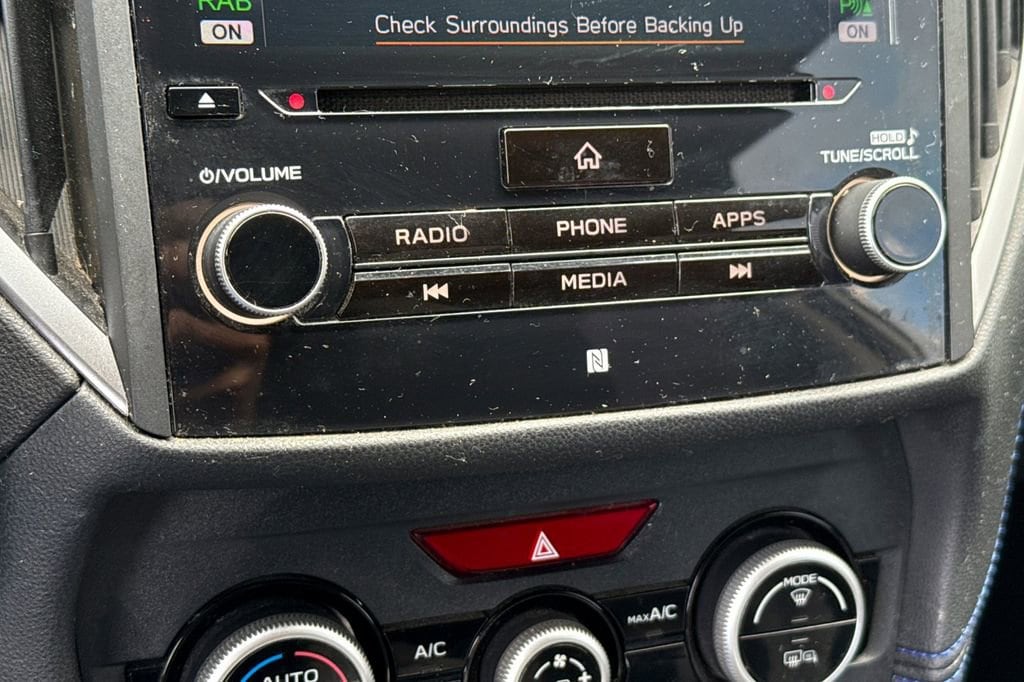 RAB
ON
Check Surroundings Before Backing Up
P
ON
HOLD
TUNE/SCROLL
/VOLUME
RADIO
PHONE
APPS
MEDIA
N
A/C
MAX A/C
MODE
AUTO
+